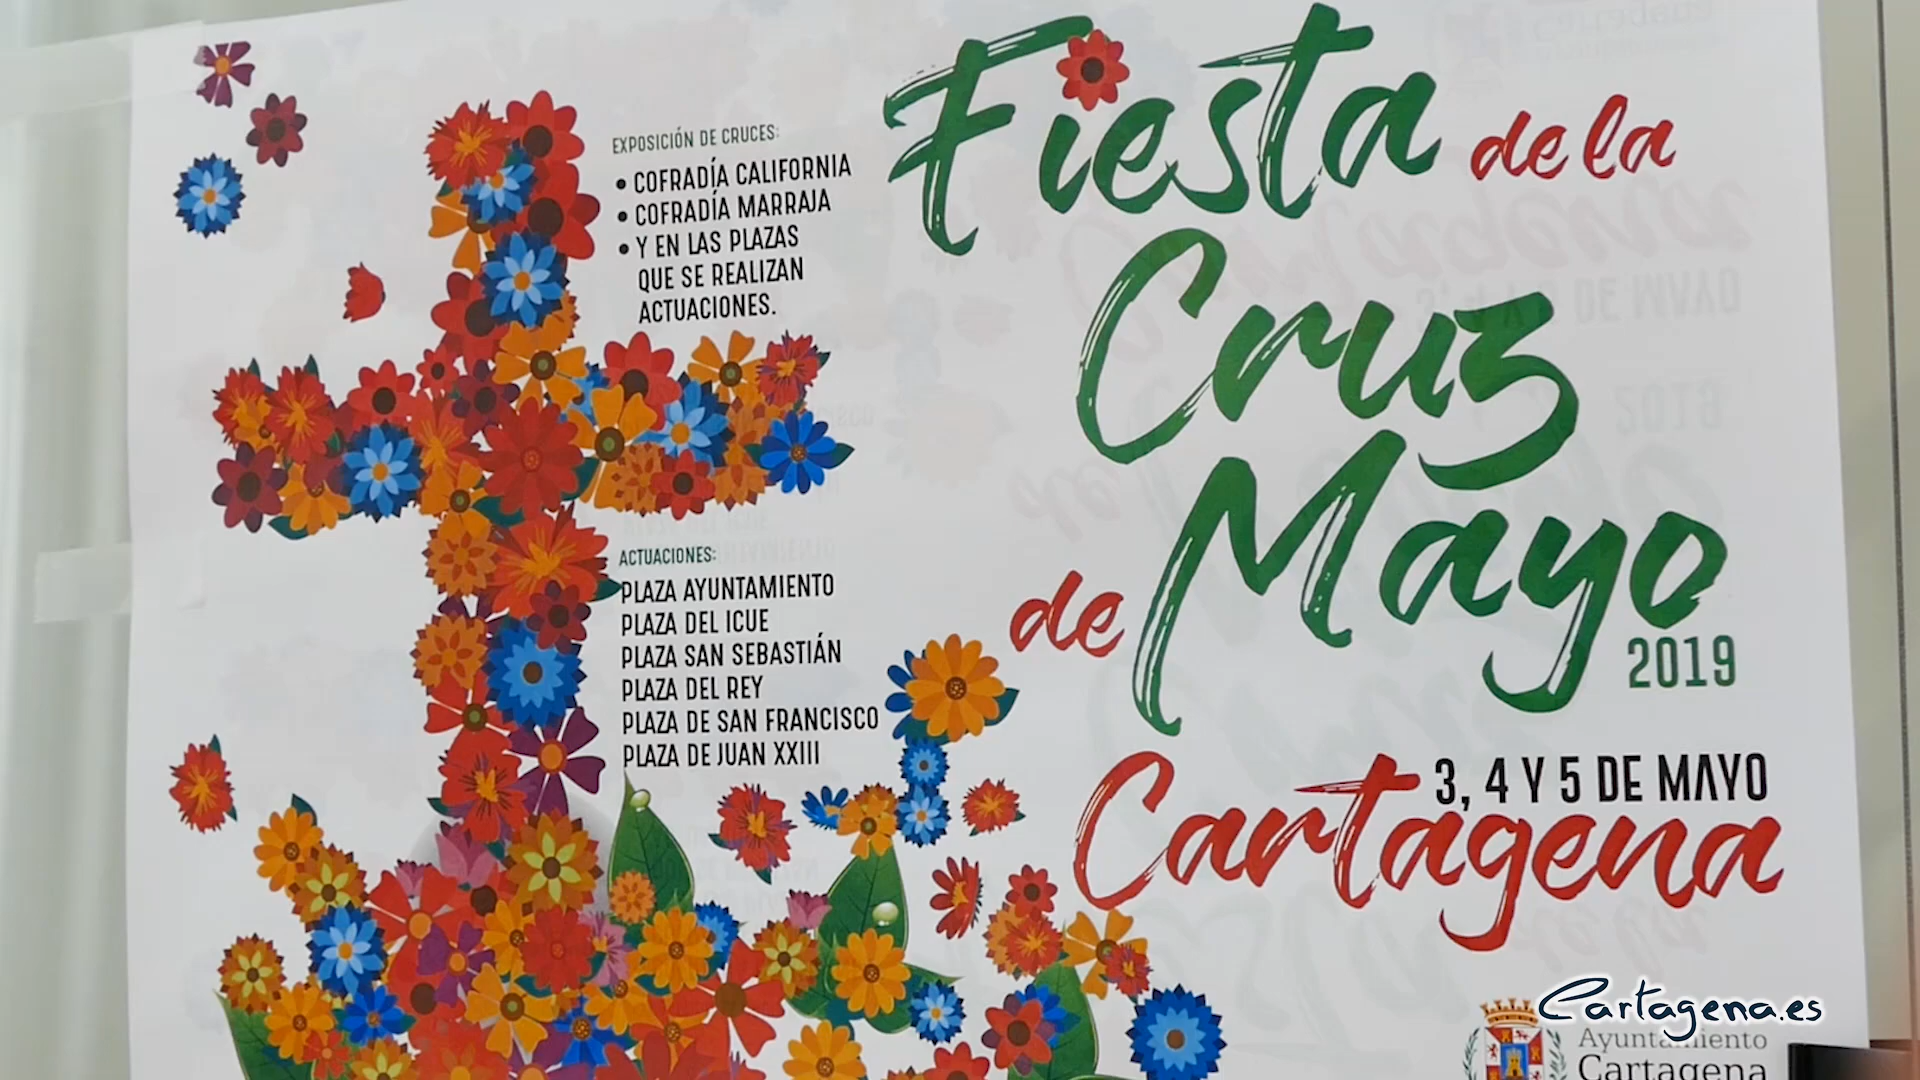 Fiesta de la
Cruz
de Mayo
2019
3, 4 Y 5 DE MAYO
Cartagena
EXPOSICIÓN DE CRUCES:
• COFRADÍA CALIFORNIA
• COFRADÍA MARRAJA
• Y EN LAS PLAZAS
QUE SE REALIZAN
ACTUACIONES.
ACTUACIONES:
PLAZA AYUNTAMIENTO
PLAZA DEL ICUE
PLAZA SAN SEBASTIÁN
PLAZA DEL REY
PLAZA DE SAN FRANCISCO
PLAZA DE JUAN XXIII
Cartagena.es
Ayuntamiento
Cartagena